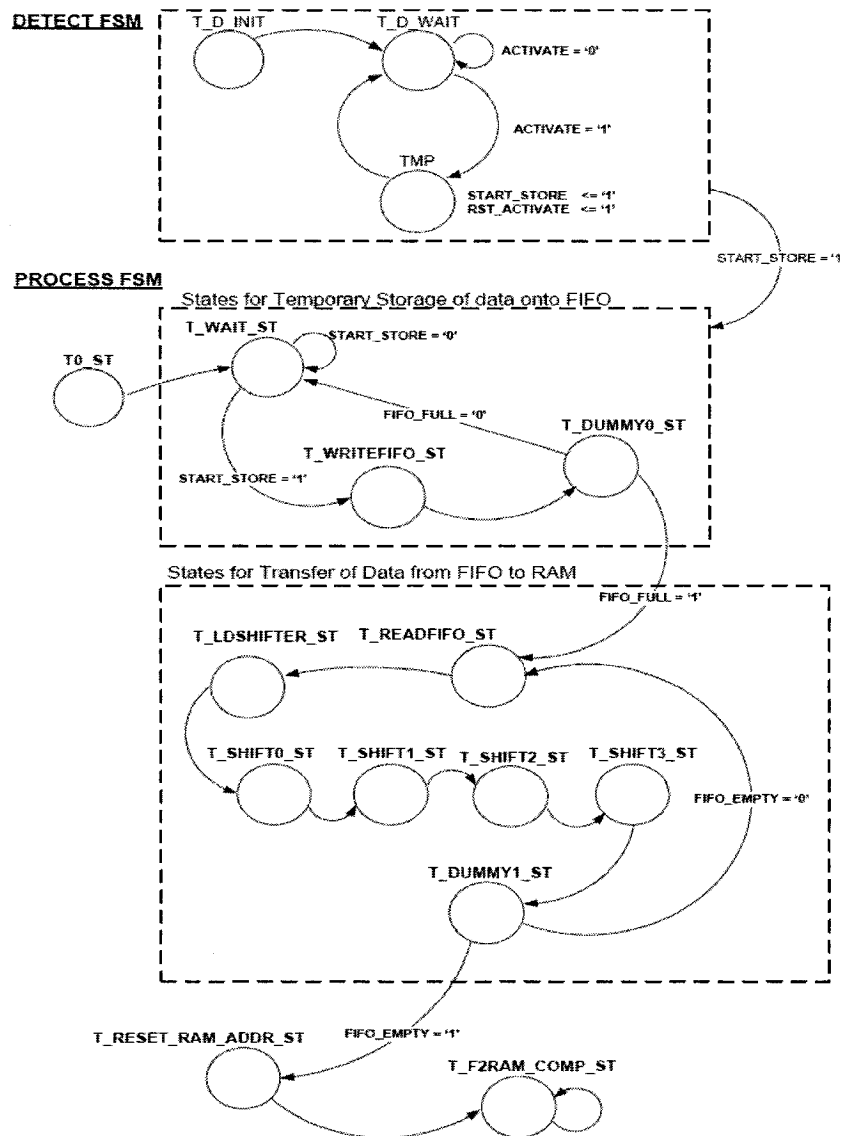 DETECT FSM
T_D_INIT
T_D_WAIT
ACTIVATE = '0'
ACTIVATE = '1'
TMP
START_STORE <= '1'
RST_ACTIVATE <= '1'
START_STORE = '1
PROCESS FSM
States for Temporary Storage of data onto FIFO
T_WAIT_ST
START_STORE = '0'
T0_ST
FIFO_FULL = '0'
T_DUMMY0_ST
T_WRITEFIFO_ST
START_STORE = '1'
States for Transfer of Data from FIFO to RAM
FIFO_FULL = '1'
T_LDSHIFTER_ST
T_READFIFO_ST
T_SHIFT0_ST
T_SHIFT1_ST
T_SHIFT2_ST
T_SHIFT3_ST
FIFO_EMPTY = '0'
T_DUMMY1_ST
T_RESET_RAM_ADDR_ST
FIFO_EMPTY = '1'
T_F2RAM_COMP_ST